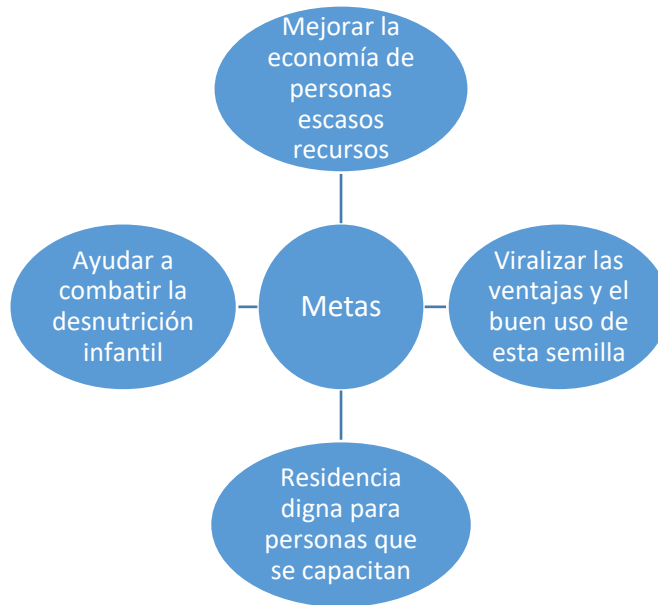 Mejorar la
economía de
personas
escasos
recursos
Ayudar a
combatir la
desnutrición
infantil
Metas
Viralizar las
ventajas y el
buen uso de
esta semilla
Residencia
digna para
personas que
se capacitan